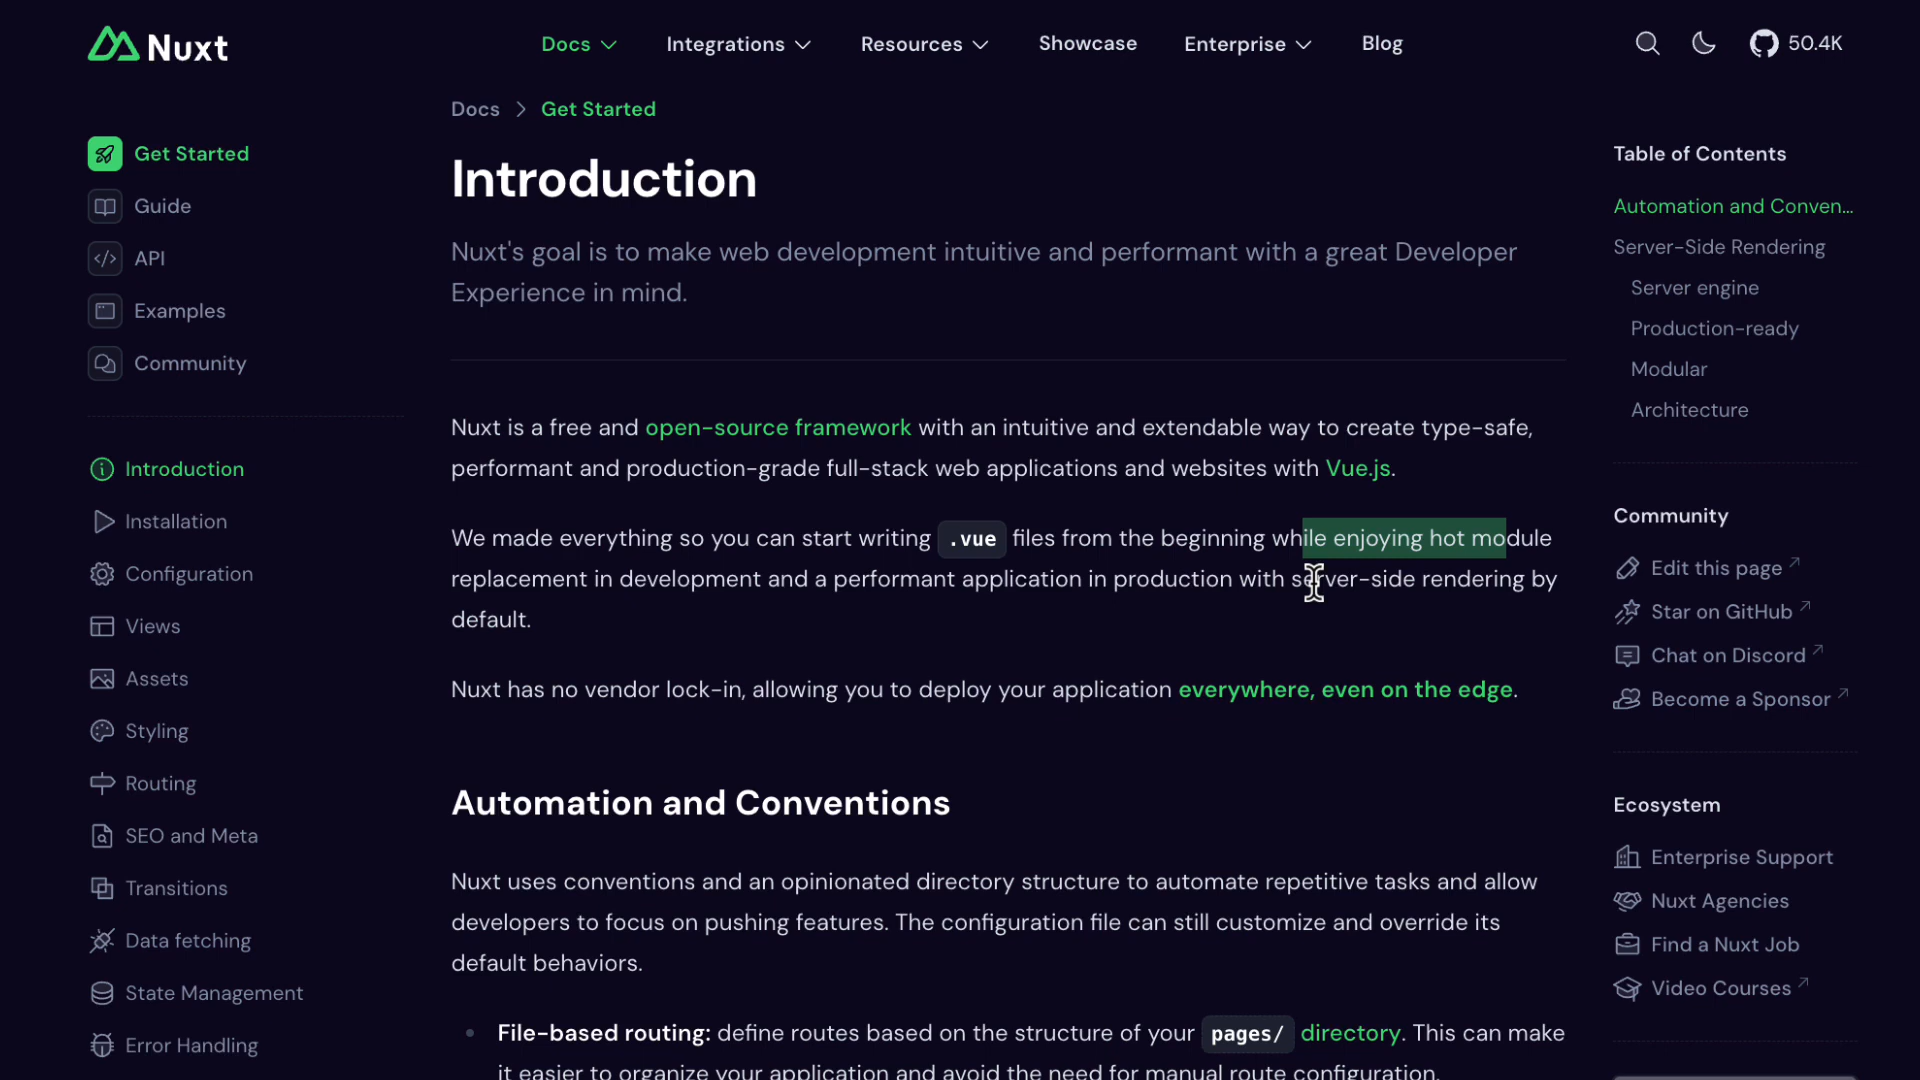 Nuxt
Docs
Integrations
Resources
Showcase
Enterprise
Blog
50.4K
Docs > Get Started
Get Started
Guide
API
Examples
Community
Introduction
Installation
Configuration
Views
Assets
Styling
Routing
SEO and Meta
Transitions
Data fetching
State Management
Error Handling
Introduction
Nuxt's goal is to make web development intuitive and performant with a great Developer
Experience in mind.
Nuxt is a free and open-source framework with an intuitive and extendable way to create type-safe,
performant and production-grade full-stack web applications and websites with Vue.js.
We made everything so you can start writing .vue files from the beginning while enjoying hot module
replacement in development and a performant application in production with server-side rendering by
default.
Nuxt has no vendor lock-in, allowing you to deploy your application everywhere, even on the edge.
Automation and Conventions
Nuxt uses conventions and an opinionated directory structure to automate repetitive tasks and allow
developers to focus on pushing features. The configuration file can still customize and override its
default behaviors.
• File-based routing: define routes based on the structure of your pages/ directory. This can make
it easier to organize your application and avoid the need for manual route configuration.
Table of Contents
Automation and Conven...
Server-Side Rendering
Server engine
Production-ready
Modular
Architecture
Community
Edit this page
Star on GitHub
Chat on Discord
Become a Sponsor
Ecosystem
Enterprise Support
Nuxt Agencies
Find a Nuxt Job
Video Courses